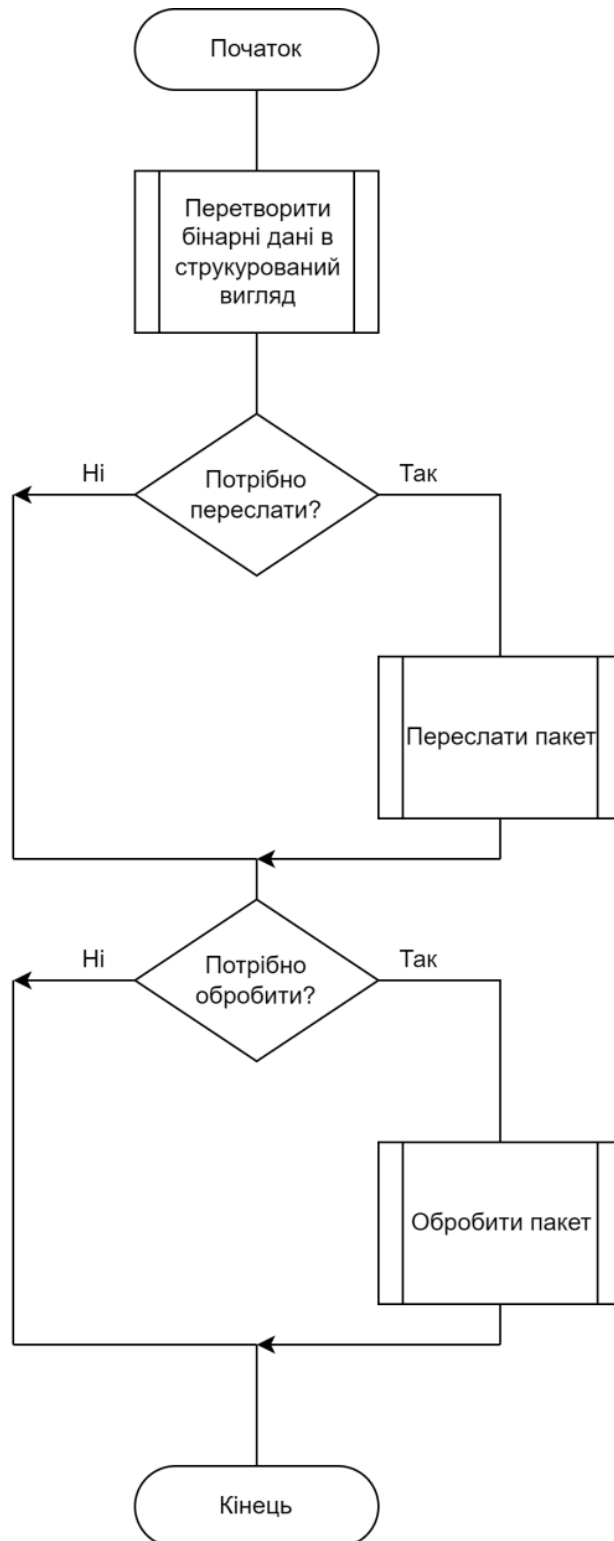 Початок
Перетворити
бінарні дані в
струкурований
вигляд
Ні
Потрібно
переслати?
Так
Переслати пакет
Ні
Потрібно
обробити?
Так
Обробити пакет
Кінець